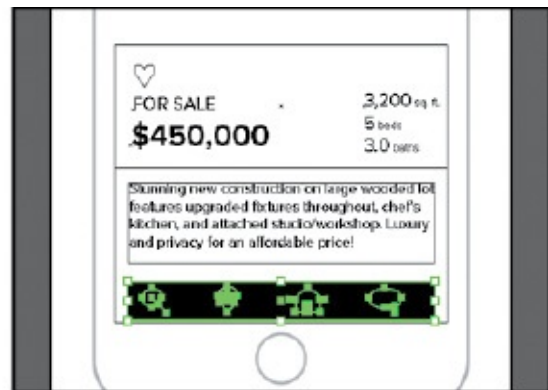 FOR SALE
$450,000
3,200 sq. ft.
5 beds
3.0 baths
Stunning new construction on large wooded lot
features upgraded fixtures throughout, chef's
kitchen, and attached studio/workshop. Luxury
and privacy for an affordable price!